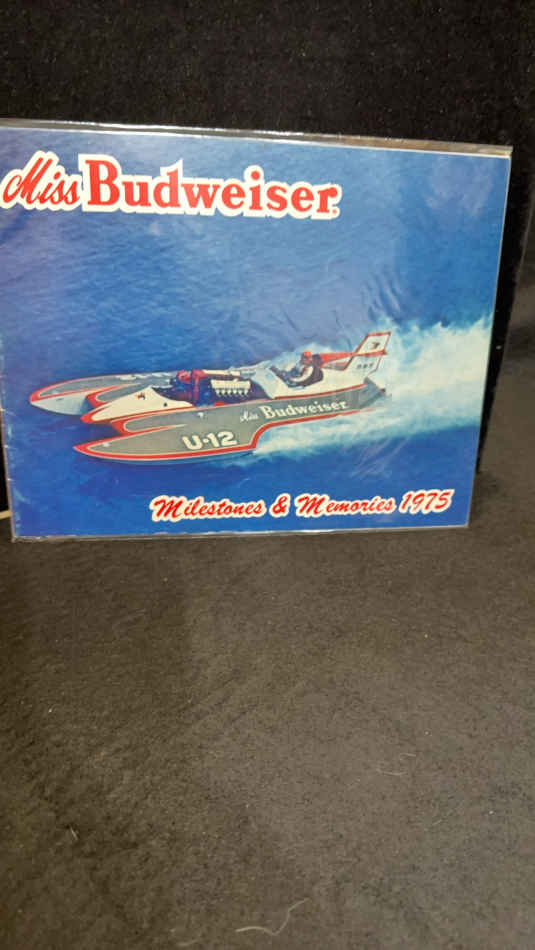 Miss Budweiser
Miss Budweiser
U-12
Milestones & Memories 1975